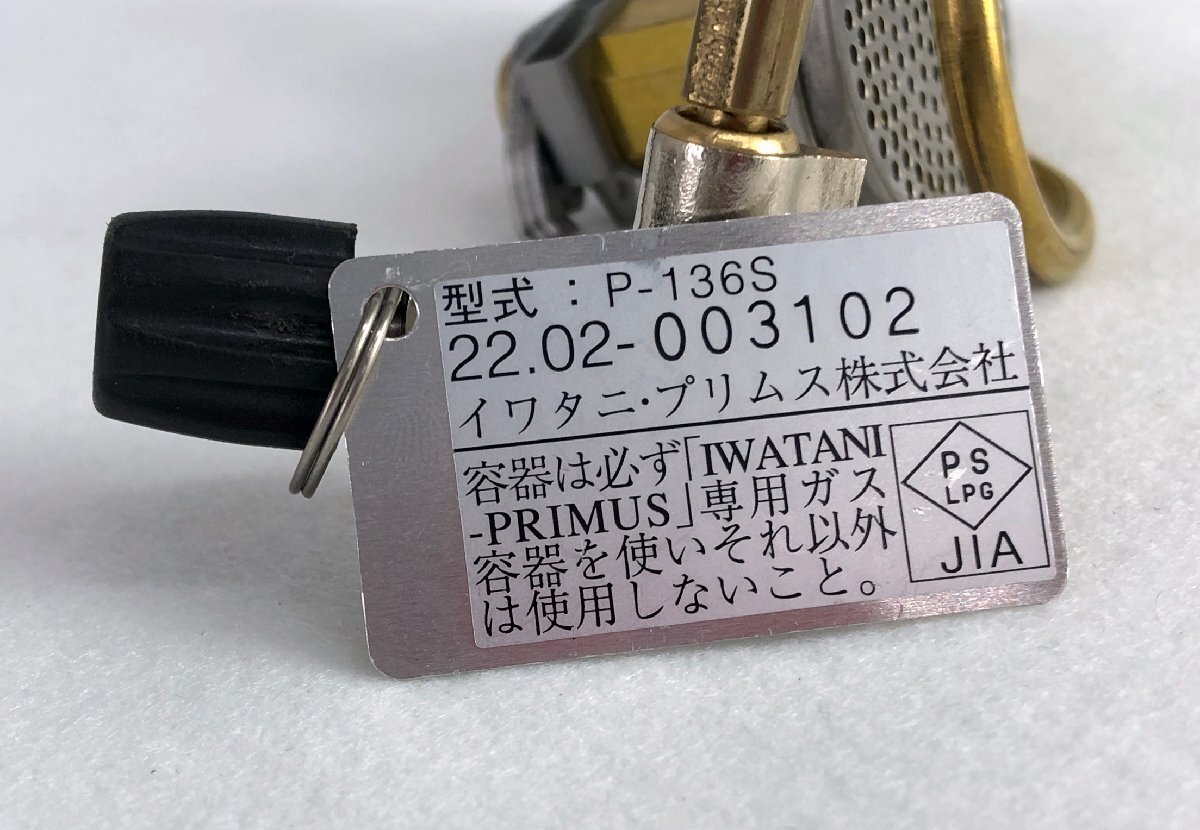 型式 : P-136S
22.02-003102
イワタニ・プリムス株式会社
容器は必ず「IWATANI
-PRIMUS」専用ガス
容器を使いそれ以外
は使用しないこと。
PS
LPG
JIA